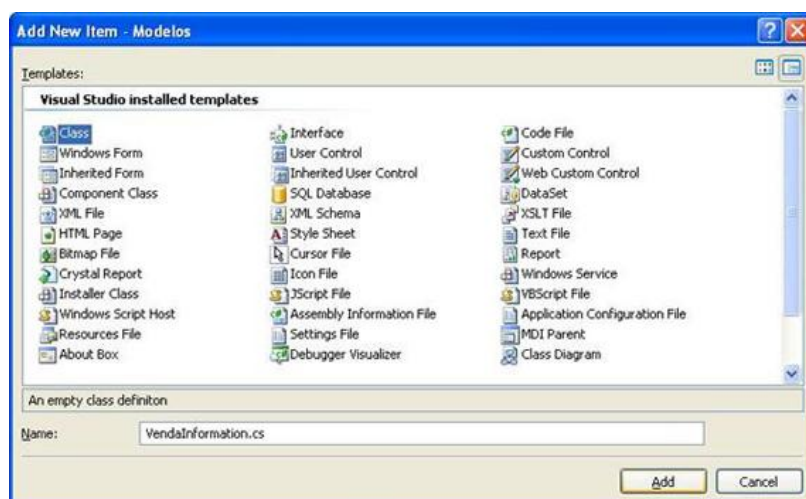 Add New Item - Modelos
Templates:
Visual Studio installed templates
Class Interface Code File
Windows Form User Control Custom Control
Inherited Form Inherited User Control Web Custom Control
Component Class SQL Database DataSet
XML File XML Schema XSLT File
HTML Page Style Sheet Text File
Bitmap File Cursor File Report
Crystal Report Icon File Windows Service
Installer Class JScript File VBScript File
Windows Script Host Assembly Information File Application Configuration File
Resources File Settings File MDI Parent
About Box Debugger Visualizer Class Diagram
An empty class definiton
Name: VendaInformation.cs
Add Cancel